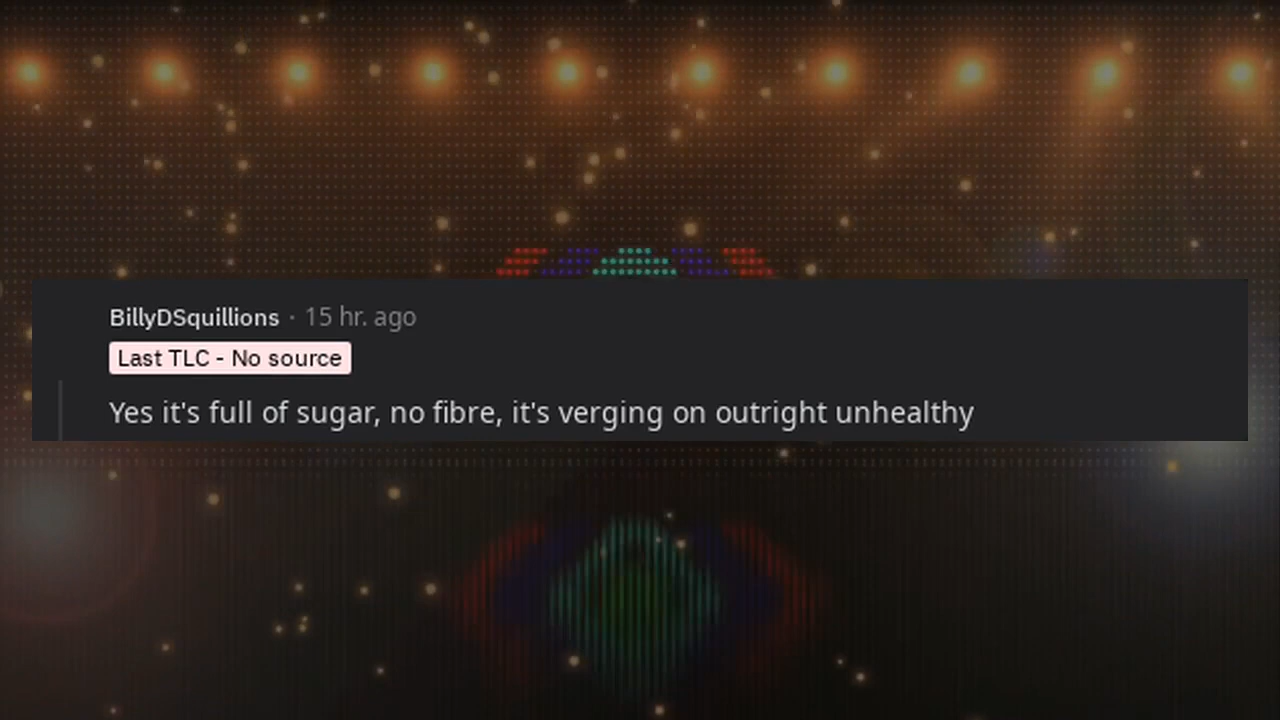 BillyDSquillions · 15 hr. ago
Last TLC - No source
Yes it's full of sugar, no fibre, it's verging on outright unhealthy